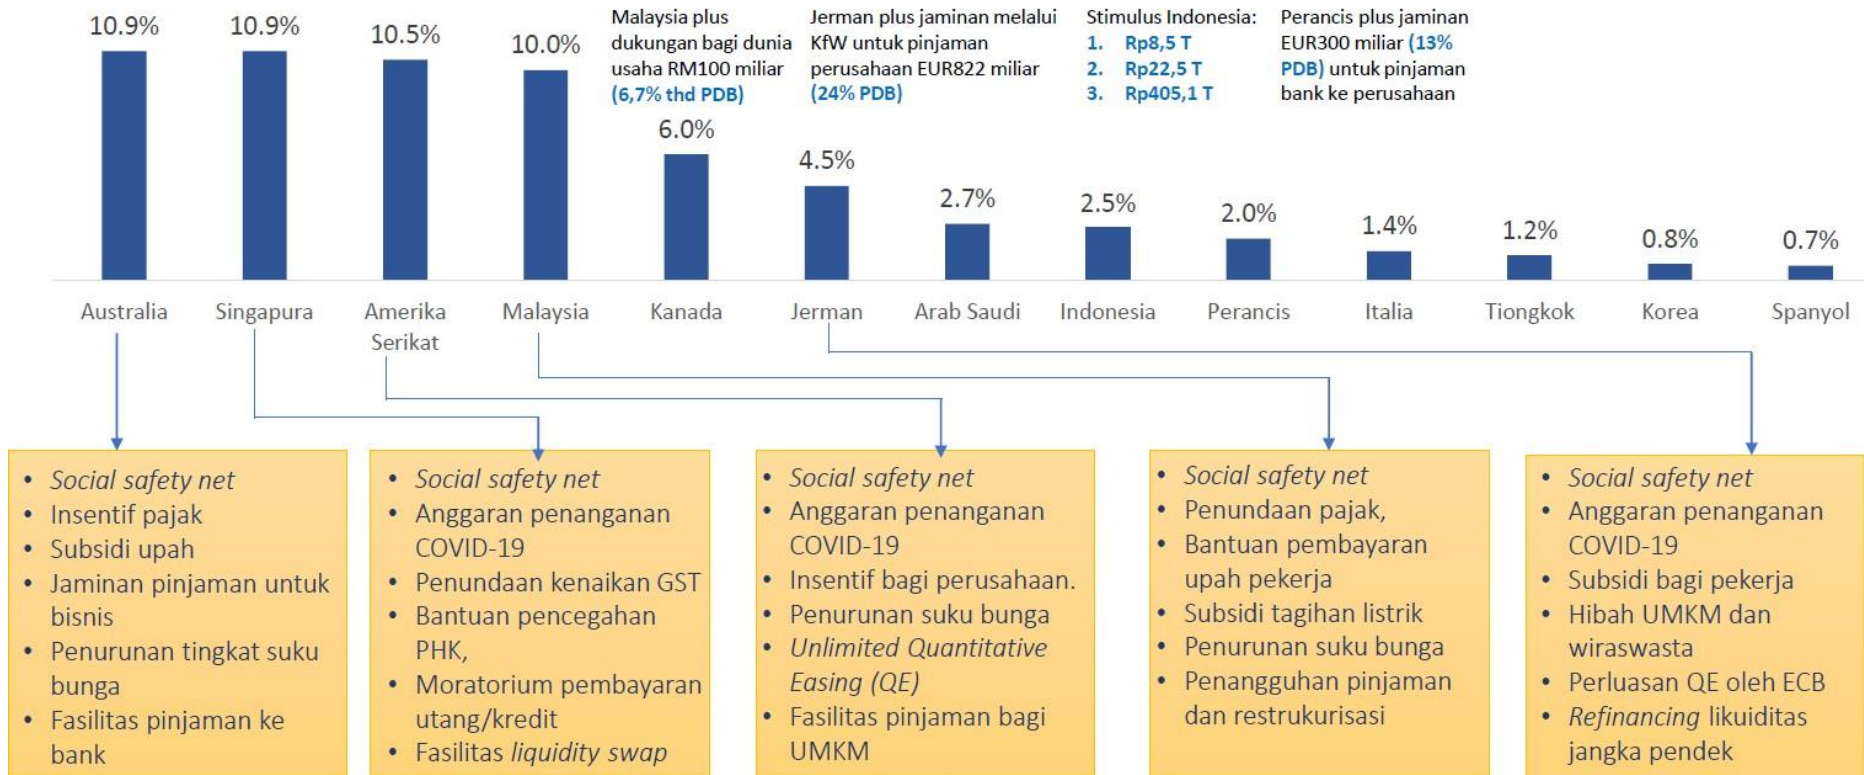 10.9%
10.9%
10.5%
10.0%
Malaysia plus
dukungan bagi dunia
usaha RM100 miliar
(6,7% thd PDB)
Jerman plus jaminan melalui
KfW untuk pinjaman
perusahaan EUR822 miliar
(24% PDB)
Stimulus Indonesia:
1. Rp8,5 T
2. Rp22,5 T
3. Rp405,1 T
Perancis plus jaminan
EUR300 miliar (13%
PDB) untuk pinjaman
bank ke perusahaan
6.0%
4.5%
2.7%
2.5%
2.0%
1.4%
1.2%
0.8%
0.7%
Australia
Singapura
Amerika
Serikat
Malaysia
Kanada
Jerman
Arab Saudi
Indonesia
Perancis
Italia
Tiongkok
Korea
Spanyol
• Social safety net
• Insentif pajak
• Subsidi upah
• Jaminan pinjaman untuk
bisnis
• Penurunan tingkat suku
bunga
• Fasilitas pinjaman ke
bank
• Social safety net
• Anggaran penanganan
COVID-19
• Penundaan kenaikan GST
• Bantuan pencegahan
PHK,
• Moratorium pembayaran
utang/kredit
• Fasilitas liquidity swap
• Social safety net
• Anggaran penanganan
COVID-19
• Insentif bagi perusahaan.
• Penurunan suku bunga
• Unlimited Quantitative
Easing (QE)
• Fasilitas pinjaman bagi
UMKM
• Social safety net
• Penundaan pajak,
• Bantuan pembayaran
upah pekerja
• Subsidi tagihan listrik
• Penurunan suku bunga
• Penangguhan pinjaman
dan restrukurisasi
• Social safety net
• Anggaran penanganan
COVID-19
• Subsidi bagi pekerja
• Hibah UMKM dan
wiraswasta
• Perluasan QE oleh ECB
• Refinancing likuiditas
jangka pendek